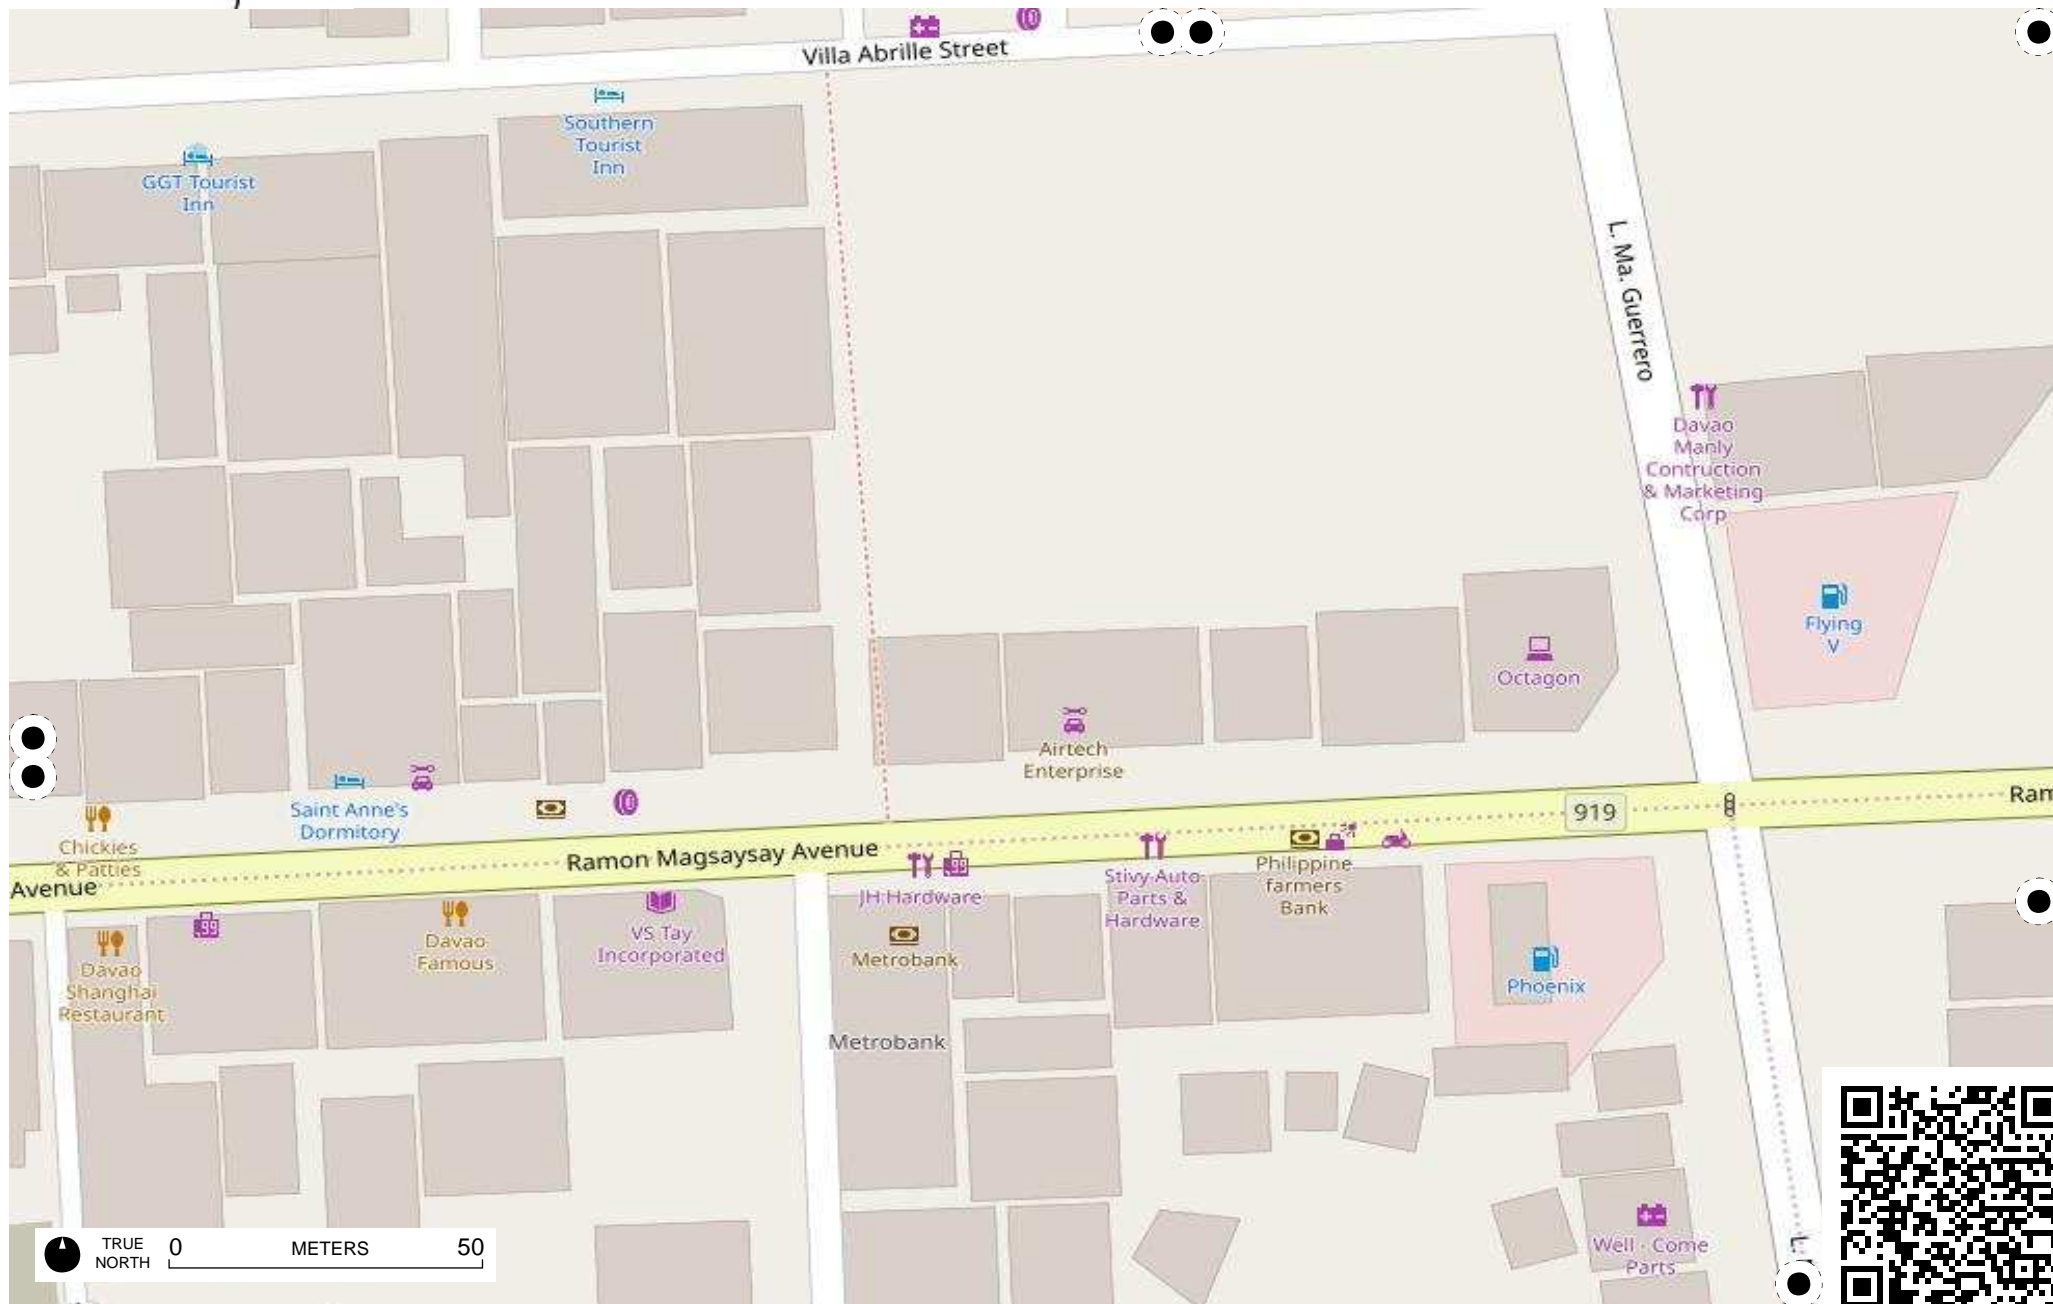 Villa Abrille Street
Southern
Tourist
Inn
GGT Tourist
Inn
L. Ma. Guerrero
Davao
Manly
Contruction
& Marketing
Corp
Flying
V
Octagon
Airtech
Enterprise
Saint Anne's
Dormitory
Chickies
& Patties
919
Ram
Ramon Magsaysay Avenue
Avenue
JH Hardware
Stivy Auto
Parts &
Hardware
Philippine
farmers
Bank
VS Tay
Incorporated
Davao
Famous
Metrobank
Davao
Shanghai
Restaurant
Phoenix
Metrobank
Well - Come
Parts
L.
TRUE
NORTH
0 METERS 50